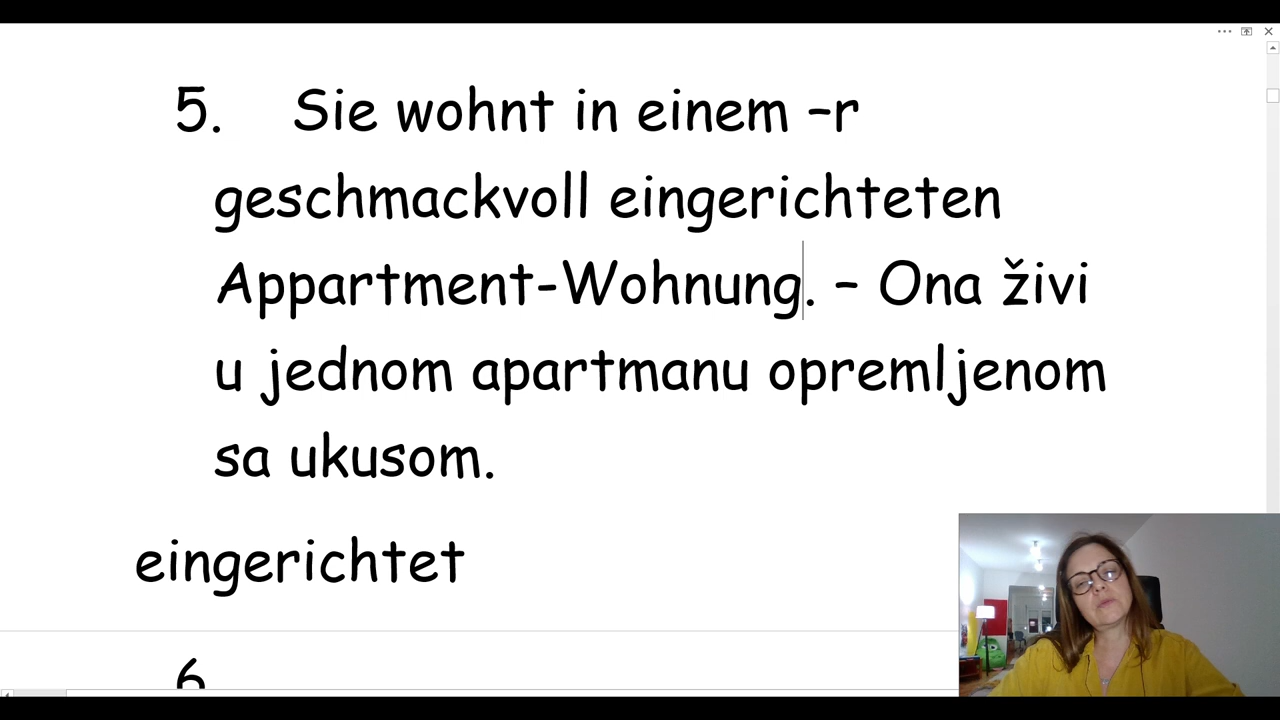 5. Sie wohnt in einem –r
geschmackvoll eingerichteten
Appartment-Wohnung. – Ona živi
u jednom apartmanu opremljenom
sa ukusom.
eingerichtet
6